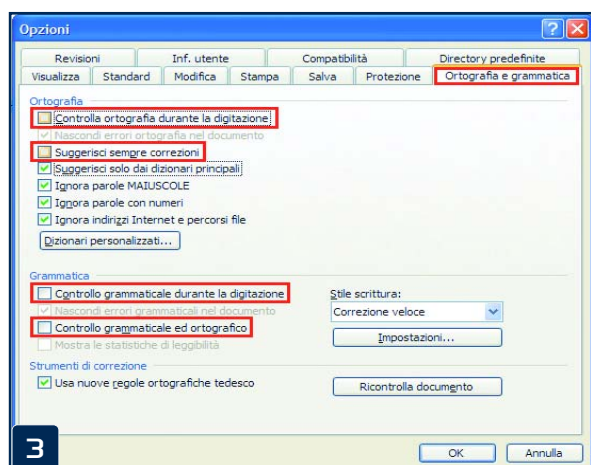 Opzioni
Revisioni Inf. utente Compatibilità Directory predefinite
Visualizza Standard Modifica Stampa Salva Protezione Ortografia e grammatica
Ortografia
Controlla ortografia durante la digitazione
Nascondi errori ortografia nel documento
Suggerisci sempre correzioni
Suggerisci solo dai dizionari principali
Ignora parole MAIUSCOLE
Ignora parole con numeri
Ignora indirizzi Internet e percorsi file
Dizionari personalizzati...
Grammatica
Controllo grammaticale durante la digitazione
Stile scrittura:
Nascondi errori grammaticali nel documento
Correzione veloce
Controllo grammaticale ed ortografico
Impostazioni...
Mostra le statistiche di leggibilità
Strumenti di correzione
Usa nuove regole ortografiche tedesco
Ricontrolla documento
3
OK Annulla